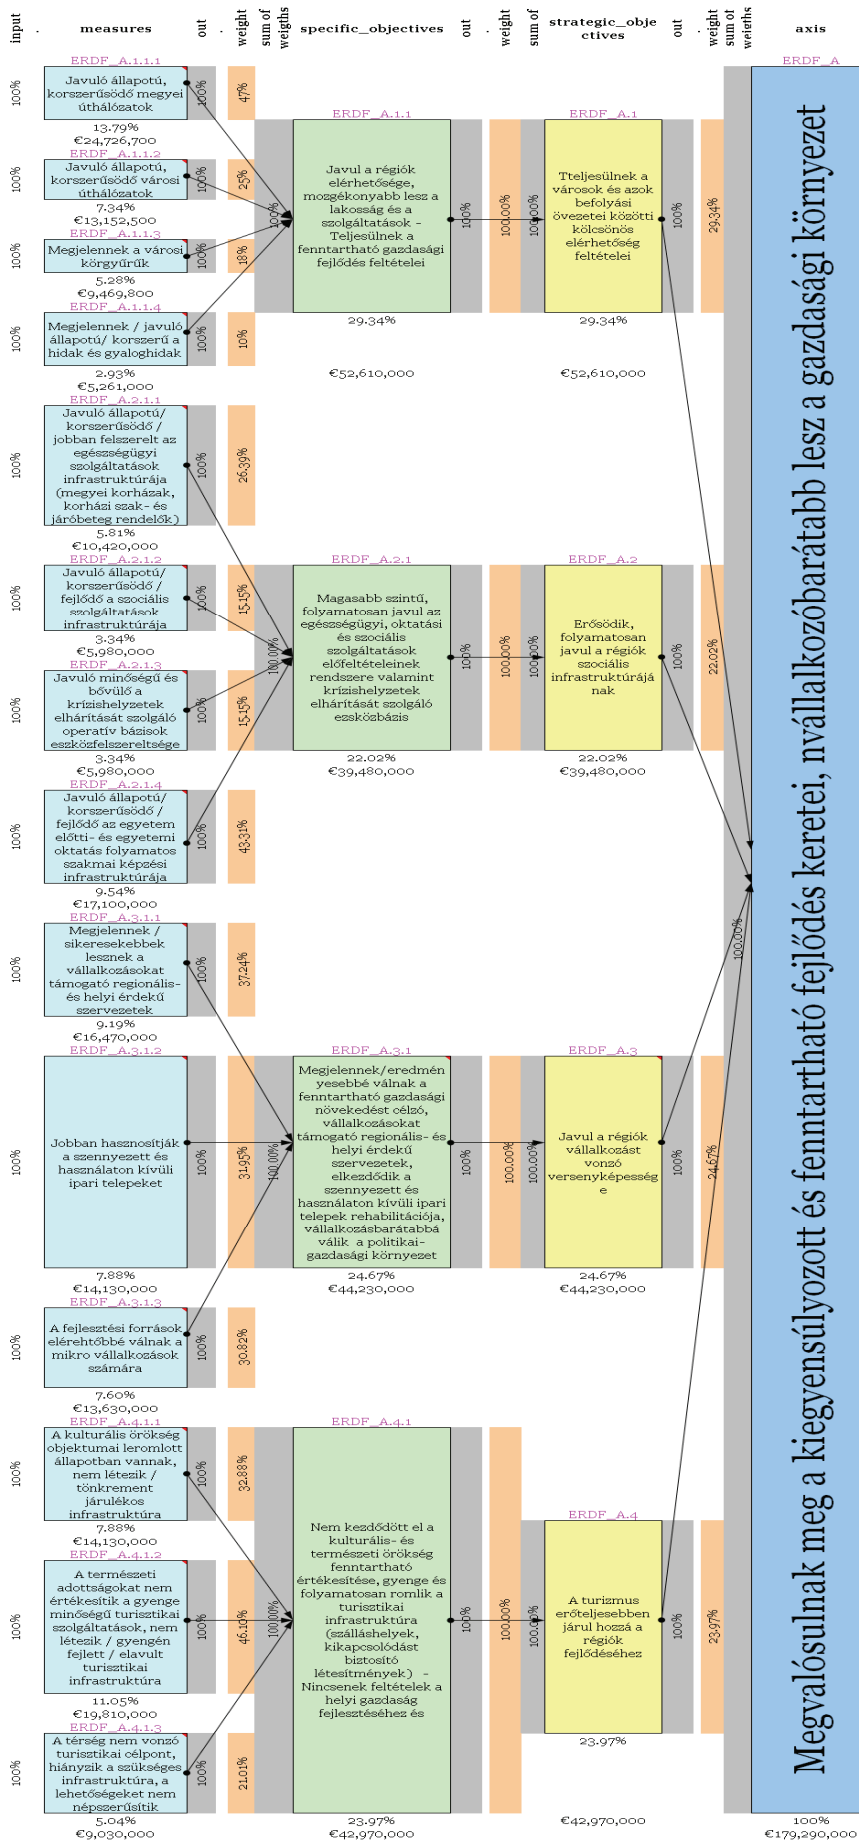 input . measures out . weight sum of weigths specific_objectives out . weight sum of strategic_obje ctives out . weight sum of weigths axis
ERDF_A.1.1.1
100%
Javuló állapotú,
korszerűsödő megyei
úthálózatok
100%
47%
13.79%
€24,726,700
ERDF_A.1.1.2
100%
Javuló állapotú,
korszerűsödő városi
úthálózatok
100%
25%
7.34%
€13,152,500
ERDF_A.1.1.3
100%
Megjelennek a városi
körgyűrűk
100%
18%
5.28%
€9,469,800
ERDF_A.1.1.4
100%
Megjelennek / javuló
állapotú/ korszerű a
hidak és gyaloghidak
100%
10%
2.93%
€5,261,000
ERDF_A.2.1.1
100%
Javuló állapotú/
korszerűsödő /
jobban felszerelt az
egészségügyi
szolgáltatások
infrastruktúrája
(megyei korházak,
korházi szak- és
járóbeteg rendelők)
100%
26.39%
5.81%
€10,420,000
ERDF_A.2.1.2
100%
Javuló állapotú/
korszerűsödő /
fejlődő a szociális
szolgáltatások
infrastruktúrája
100%
15.15%
3.34%
€5,980,000
ERDF_A.2.1.3
100%
Javuló minőségű és
bővülő a
krízishelyzetek
elhárítását szolgáló
operatív bázisok
eszközfelszereltsége
100%
15.15%
3.34%
€5,980,000
ERDF_A.2.1.4
100%
Javuló állapotú/
korszerűsödő /
fejlődő az egyetem
előtti- és egyetemi
oktatás folyamatos
szakmai képzési
infrastruktúrája
100%
43.31%
9.54%
€17,100,000
ERDF_A.3.1.1
100%
Megjelennek /
sikeresekebbek
lesznek a
vállalkozásokat
támogató regionális-
és helyi érdekű
szervezetek
100%
37.24%
9.19%
€16,470,000
ERDF_A.3.1.2
100%
Jobban hasznosítják
a szennyezett és
használaton kívüli
ipari telepeket
100%
31.95%
7.88%
€14,130,000
ERDF_A.3.1.3
100%
A fejlesztési források
elérehtőbbé válnak a
mikro vállalkozások
számára
100%
30.82%
7.60%
€13,630,000
ERDF_A.4.1.1
100%
A kulturális örökség
objektumai leromlott
állapotban vannak,
nem létezik /
tönkrement
járulékos
infrastruktúra
100%
32.88%
7.88%
€14,130,000
ERDF_A.4.1.2
100%
A természeti
adottságokat nem
értékesítik a gyenge
minőségű turisztikai
szolgáltatások, nem
létezik / gyengén
fejlett / elavult
turisztikai
infrastruktúra
100%
46.10%
11.05%
€19,810,000
ERDF_A.4.1.3
100%
A térség nem vonzó
turisztikai célpont,
hiányzik a szükséges
infrastruktúra, a
lehetőségeket nem
népszerűsítik
100%
21.01%
5.04%
€9,030,000
ERDF_A.1.1
100%
Javul a régiók
elérhetősége,
mozgékonyabb lesz a
lakosság és a
szolgáltatások -
Teljesülnek a
fenntartható gazdasági
fejlődés feltételei
100%
100.00%
29.34%
€52,610,000
ERDF_A.2.1
100.00%
Magasabb szintű,
folyamatosan javul az
egészségügyi, oktatási
és szociális
szolgáltatások
előfeltételeinek
rendszere valamint
krízishelyzetek
elhárítását szolgáló
ezsközbázis
100%
100.00%
22.02%
€39,480,000
ERDF_A.3.1
100.00%
Megjelennek/eredmén
yesebbé válnak a
fenntartható gazdasági
növekedést célzó,
vállalkozásokat
támogató regionális- és
helyi érdekű
szervezetek,
elkezdődik a
szennyezett és
használaton kívüli ipari
telepek rehabilitációja,
vállalkozásbarátabbá
válik a politikai-
gazdasági környezet
100%
100.00%
24.67%
€44,230,000
ERDF_A.4.1
100.00%
Nem kezdődött el a
kulturális- és
természeti örökség
fenntartható
értékesítése, gyenge és
folyamatosan romlik a
turisztikai
infrastruktúra
(szálláshelyek,
kikapcsolódást
biztosító
létesítmények) -
Nincsenek feltételek a
helyi gazdaság
fejlesztéséhez és
100%
100.00%
23.97%
€42,970,000
ERDF_A.1
100.00%
Tteljesülnek a
városok és azok
befolyási
övezetei közötti
kölcsönös
elérhetőség
feltételei
100%
29.34%
29.34%
€52,610,000
ERDF_A.2
100.00%
Erősödik,
folyamatosan
javul a régiók
szociális
infrastruktúrájá
nak
100%
22.02%
22.02%
€39,480,000
ERDF_A.3
100.00%
Javul a régiók
vállalkozást
vonzó
versenyképesség
e
100%
24.67%
24.67%
€44,230,000
ERDF_A.4
100.00%
A turizmus
erőteljesebben
járul hozzá a
régiók
fejlődéséhez
100%
23.97%
23.97%
€42,970,000
ERDF_A
100.00%
Megvalósulnak meg a kiegyensúlyozott és fenntartható fejlődés keretei, nvállalkozóbarátabb lesz a gazdasági környezet
100%
€179,290,000